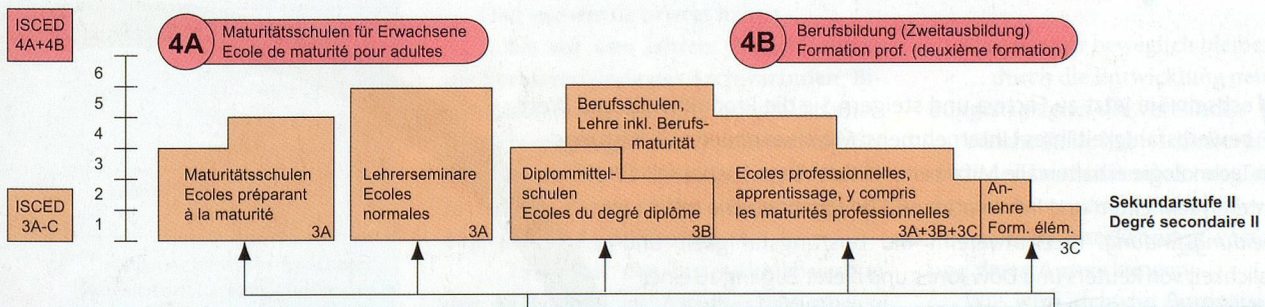 ISCED
4A+4B
4A
Maturitätsschulen für Erwachsene
Ecole de maturité pour adultes
4B
Berufsbildung (Zweitausbildung)
Formation prof. (deuxième formation)
6
5
4
3
2
1
ISCED
3A-C
Maturitätsschulen
Ecoles préparant
à la maturité
3A
Lehrerseminare
Ecoles
normales
3A
Diplommittel-
schulen
Ecoles du degré diplôme
3B
Berufsschulen,
Lehre inkl. Berufs-
maturität
Ecoles professionnelles,
apprentissage, y compris
les maturités professionnelles
3A+3B+3C
An-
lehre
Form. élém.
3C
Sekundarstufe II
Degré secondaire II